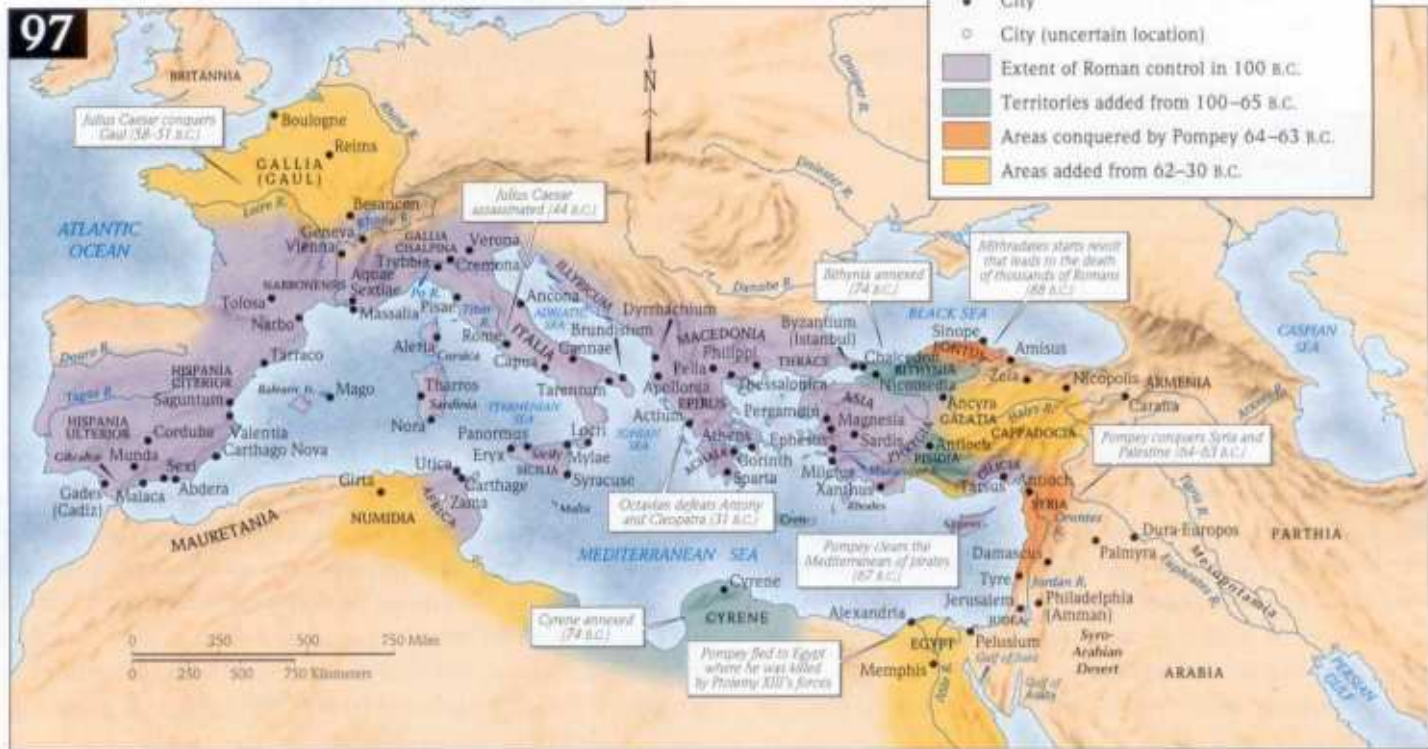 97
City
City (uncertain location)
Extent of Roman control in 100 B.C.
Territories added from 100–65 B.C.
Areas conquered by Pompey 64–63 B.C.
Areas added from 62–30 B.C.
N
BRITANNIA
Julius Caesar conquers
Gaul (58–51 B.C.)
Boulogne
Reims
Rhine R.
GALLIA
(GAUL)
Loire R.
Besancon
Rhone R.
Geneva
Vienna
ATLANTIC
OCEAN
Julius Caesar
assassinated (44 B.C.)
GALLIA
CISALPINA
Verona
Trybbia
Cremona
Po R.
NARBONENSIS
Aquae
Sextiae
Tolosa
Massalia
Narbo
Pisae
Tiber
R.
Ancona
ADRIATIC
SEA
ILLYRICUM
Dnieper R.
Dniester R.
Danube R.
Bithynia annexed
(74 B.C.)
Mithradates starts revolt
that leads to the death
of thousands of Romans
(88 B.C.)
BLACK SEA
CASPIAN
SEA
Douro R.
Tagus R.
HISPANIA
CITERIOR
HISPANIA
ULTERIOR
Tarraco
Saguntum
Balearic Is.
Mago
Valentia
Carthago Nova
Corduba
Munda
Gibraltar
Sexi
Abdera
Malaca
Gades
(Cadiz)
Aleria
Corsica
Rome
ITALIA
Capua
Cannae
Brundisium
Tarentum
Tharros
Sardinia
Nora
TYRRHENIAN
SEA
Panormus
Eryx
Sicily
SICILIA
Locri
Mylae
Syracuse
IONIAN
SEA
Malta
Dyrrhachium
MACEDONIA
Philippi
Pella
Apollonia
Thessalonica
EPIRUS
Actium
Athens
ACHAIA
Corinth
Sparta
THRACE
Byzantium
(Istanbul)
Chalcedon
BITHYNIA
Nicomedia
Sinope
PONTUS
Amisus
Zela
Nicopolis
ARMENIA
Carana
Araxes R.
Ancyra
GALATIA
Halys R.
CAPPADOCIA
ASIA
Pergamum
Magnesia
Ephesus
Sardis
PHRYGIA
Antioch
PISIDIA
Miletus
Xanthus
Rhodes
CILICIA
Tarsus
Antioch
SYRIA
Orontes
R.
Cyprus
Crete
Pompey conquers Syria and
Palestine (64–63 B.C.)
Tigris R.
Dura-Europos
PARTHIA
Palmyra
Mesopotamia
Euphrates R.
Damascus
Tyre
Jordan R.
Jerusalem
Philadelphia
(Amman)
JUDEA
Syro-
Arabian
Desert
ARABIA
PERSIAN
GULF
Octavian defeats Antony
and Cleopatra (31 B.C.)
Pompey clears the
Mediterranean of pirates
(67 B.C.)
MEDITERRANEAN SEA
Utica
Carthage
Zama
AFRICA
Cirta
NUMIDIA
MAURETANIA
Cyrene
CYRENE
Cyrene annexed
(74 B.C.)
Alexandria
Pelusium
EGYPT
Memphis
Nile R.
Gulf of Suez
Gulf of
Aqaba
Pompey fled to Egypt
where he was killed
by Ptolemy XIII's forces
250 500 750 Miles
250 500 750 Kilometers